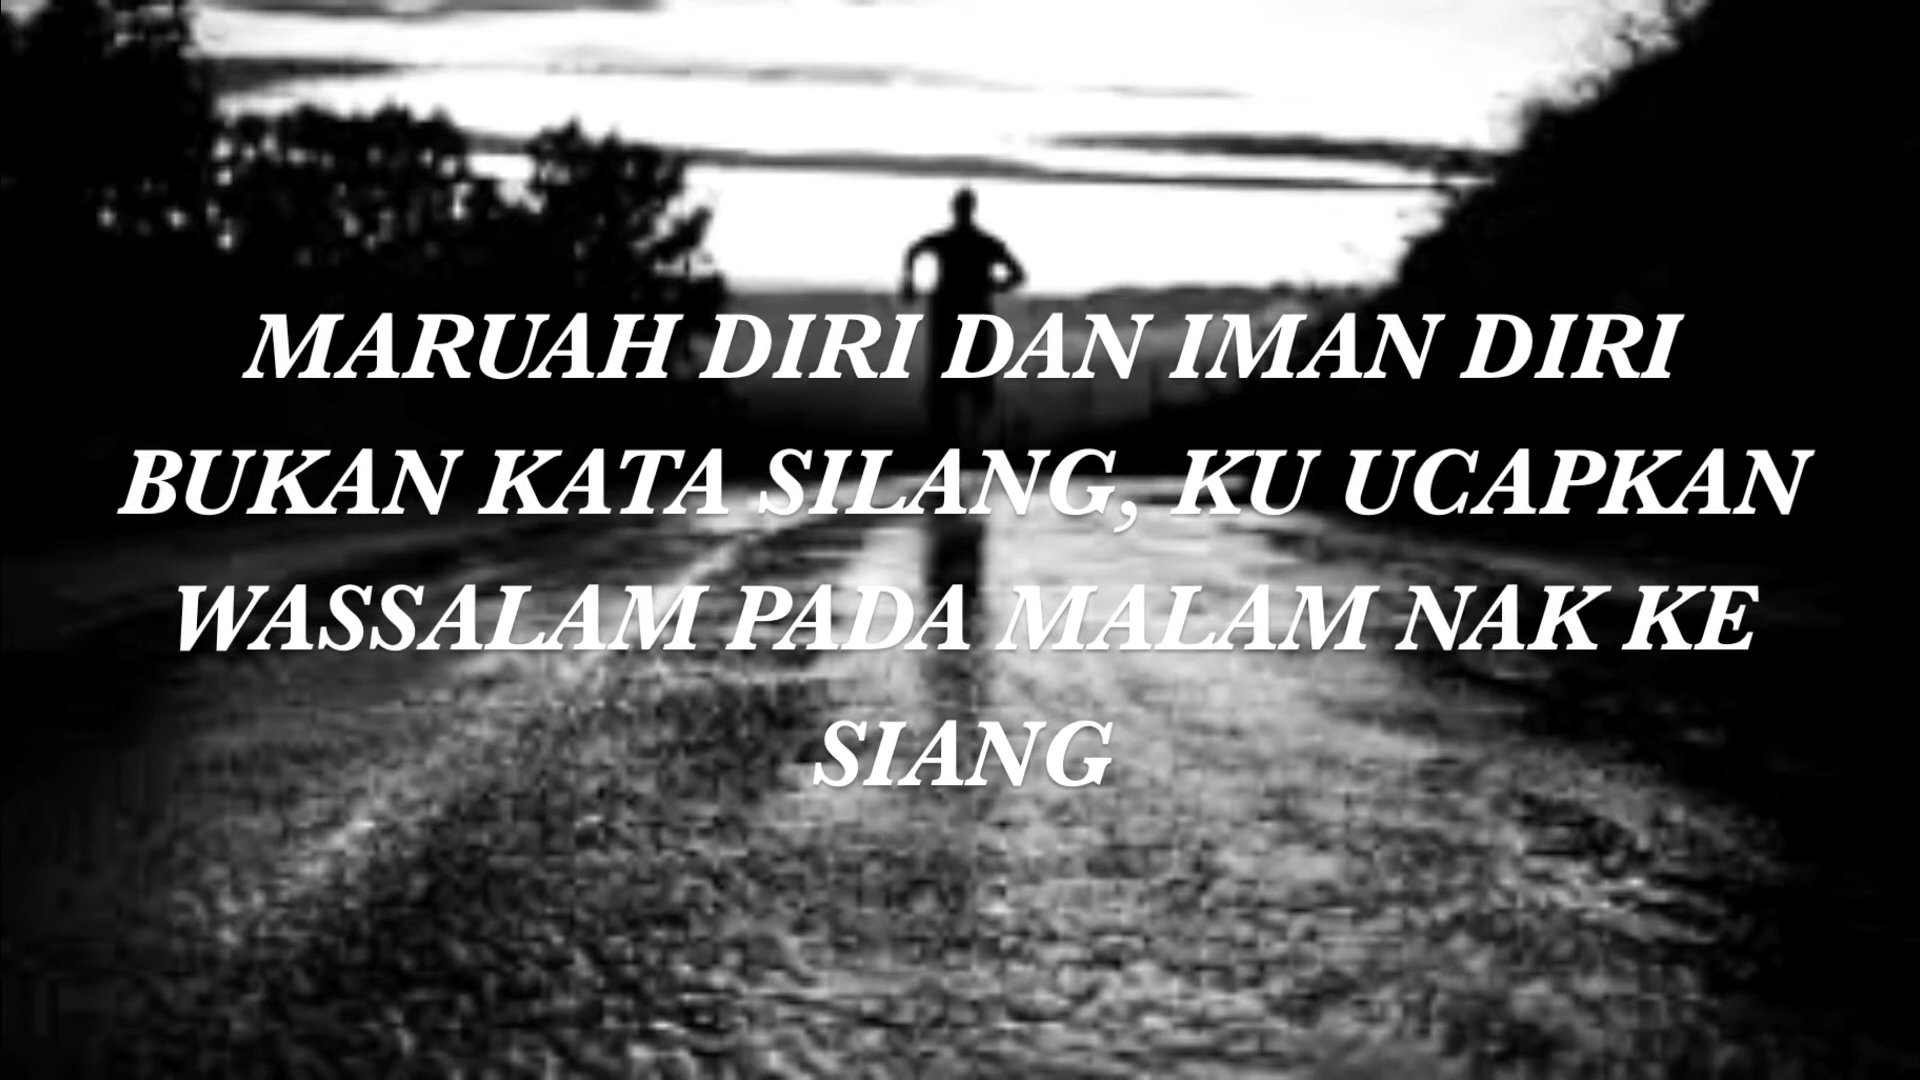 MARUAH DIRI DAN IMAN DIRI
BUKAN KATA SILANG, KU UCAPKAN
WASSALAM PADA MALAM NAK KE
SIANG